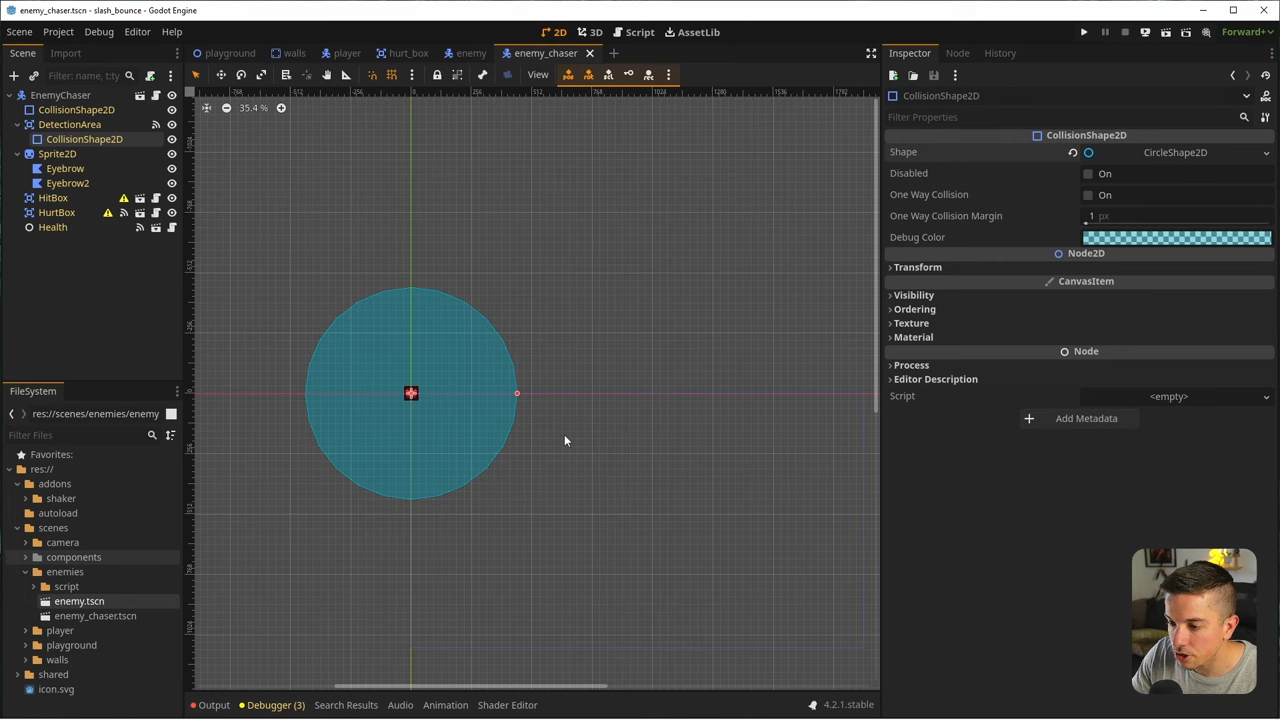 enemy_chaser.tscn - slash_bounce - Godot Engine
Scene Project Debug Editor Help
2D 3D Script AssetLib
Forward+
Scene Import
playground walls player hurt_box enemy enemy_chaser
Inspector Node History
Filter: name, t:ty
View
EnemyChaser
CollisionShape2D
DetectionArea
CollisionShape2D
Sprite2D
Eyebrow
Eyebrow2
HitBox
HurtBox
Health
35.4 %
CollisionShape2D
Filter Properties
CollisionShape2D
Shape CircleShape2D
Disabled On
One Way Collision On
One Way Collision Margin 1 px
Debug Color
Node2D
Transform
CanvasItem
Visibility
Ordering
Texture
Material
Node
Process
Editor Description
Script <empty>
Add Metadata
FileSystem
res://scenes/enemies/enemy
Filter Files
Favorites:
res://
addons
shaker
autoload
scenes
camera
components
enemies
script
enemy.tscn
enemy_chaser.tscn
player
playground
walls
shared
icon.svg
Output Debugger (3) Search Results Audio Animation Shader Editor
4.2.1.stable